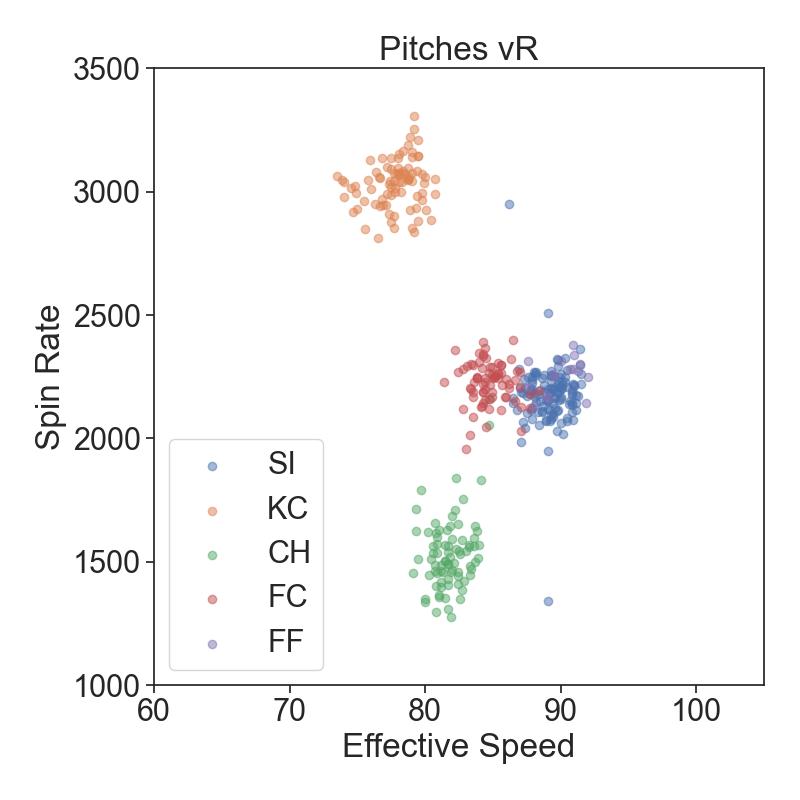 Pitches vR
3500
3000
2500
2000
1500
1000
Spin Rate
SI
KC
CH
FC
FF
60 70 80 90 100
Effective Speed